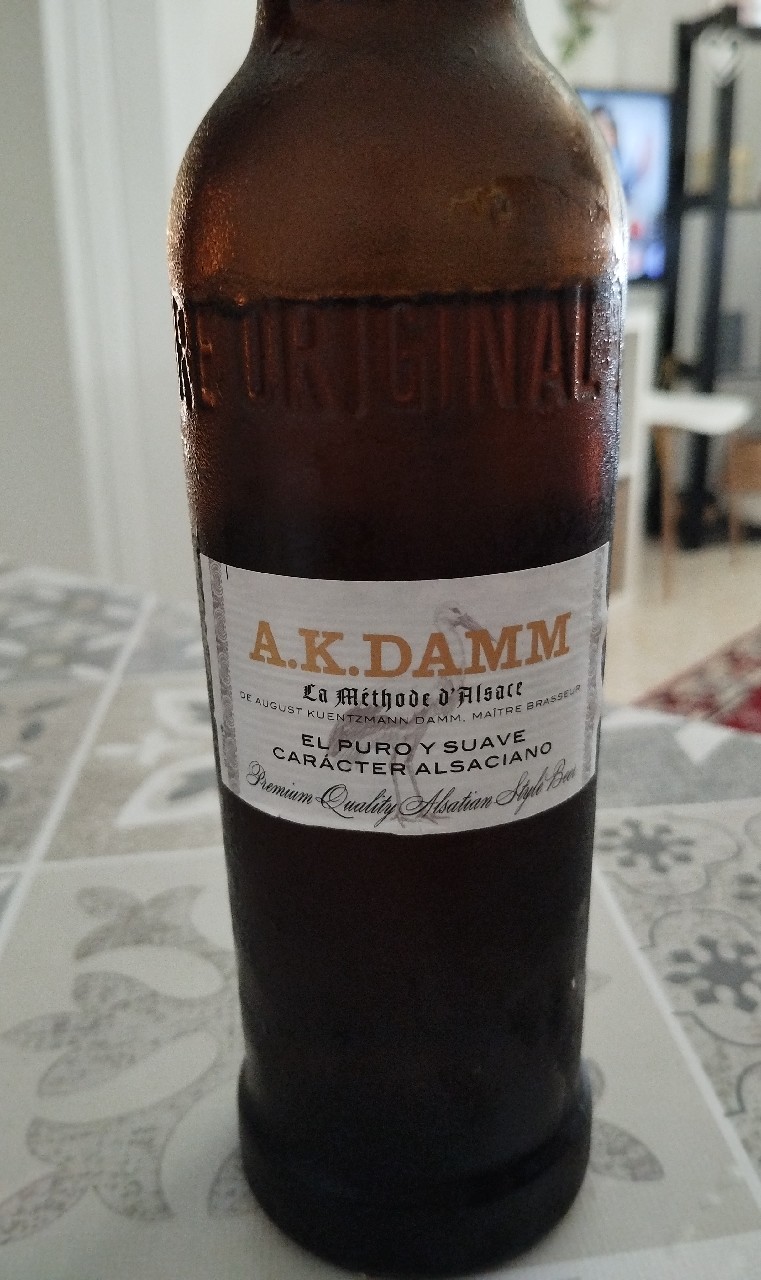 E ORIGINAL
A.K.DAMM
La Méthode d'Alsace
DE AUGUST KUENTZMANN DAMM, MAÎTRE BRASSEUR
EL PURO Y SUAVE
CARÁCTER ALSACIANO
Premium Quality Alsatian Style Beer